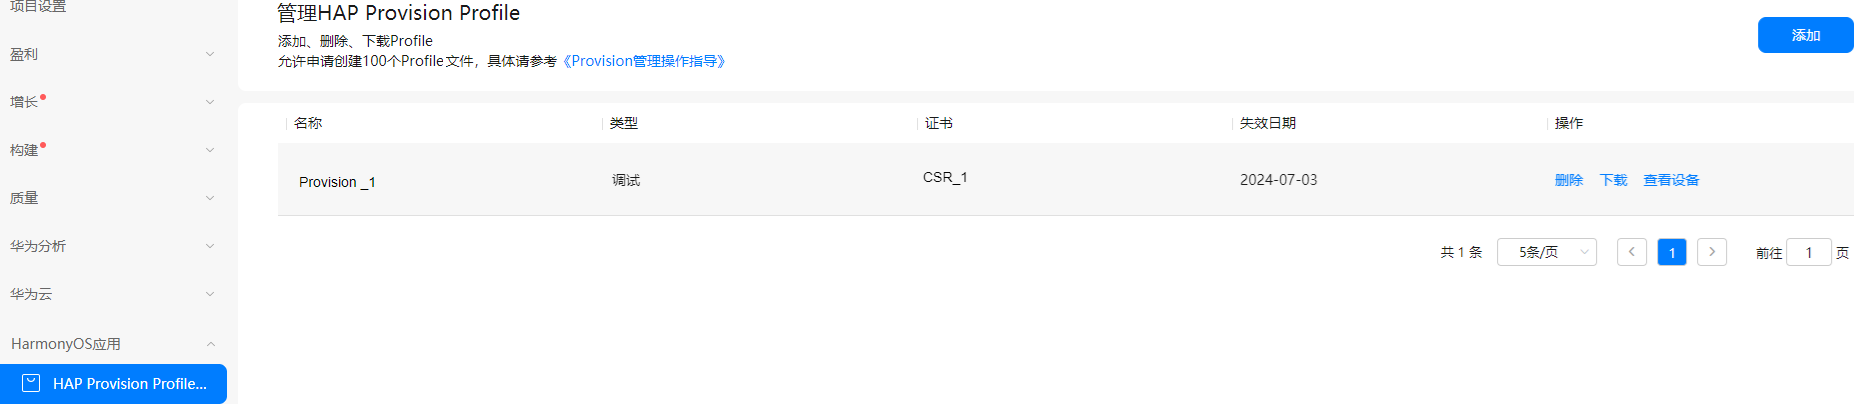 项目设置
盈利
增长
构建
质量
华为分析
华为云
HarmonyOS应用
HAP Provision Profile...
管理HAP Provision Profile
添加、删除、下载Profile
允许申请创建100个Profile文件，具体请参考《Provision管理操作指导》
添加
名称 类型 证书 失效日期 操作
Provision _1 调试 CSR_1 2024-07-03 删除 下载 查看设备
共 1 条 5条/页 1 前往 1 页